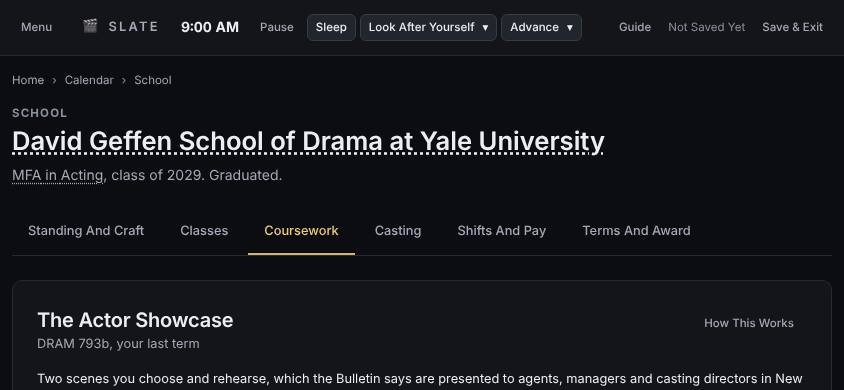 Menu
SLATE
9:00 AM
Pause
Sleep
Look After Yourself ▾
Advance ▾
Guide
Not Saved Yet
Save & Exit
Home › Calendar › School
SCHOOL
David Geffen School of Drama at Yale University
MFA in Acting, class of 2029. Graduated.
Standing And Craft
Classes
Coursework
Casting
Shifts And Pay
Terms And Award
The Actor Showcase
How This Works
DRAM 793b, your last term
Two scenes you choose and rehearse, which the Bulletin says are presented to agents, managers and casting directors in New